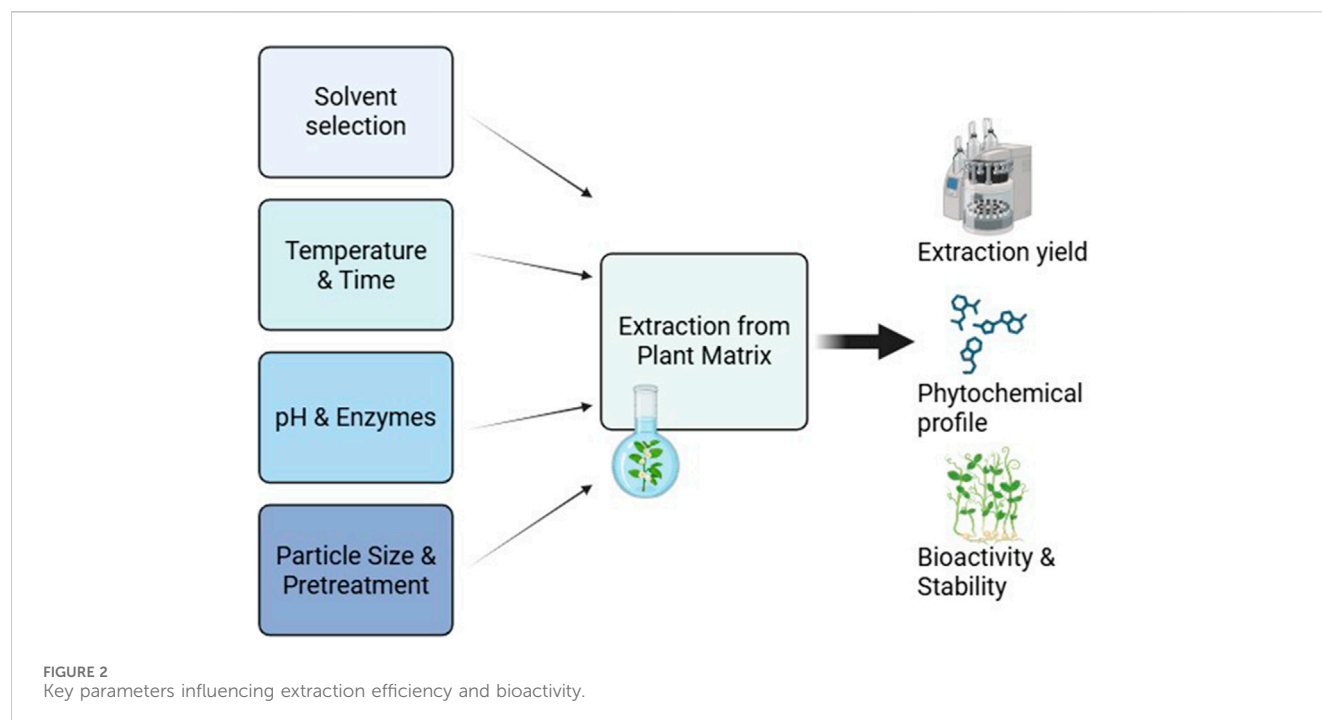 Solvent
selection
Temperature
& Time
pH & Enzymes
Particle Size &
Pretreatment
Extraction from
Plant Matrix
Extraction yield
Phytochemical
profile
Bioactivity &
Stability
FIGURE 2
Key parameters influencing extraction efficiency and bioactivity.